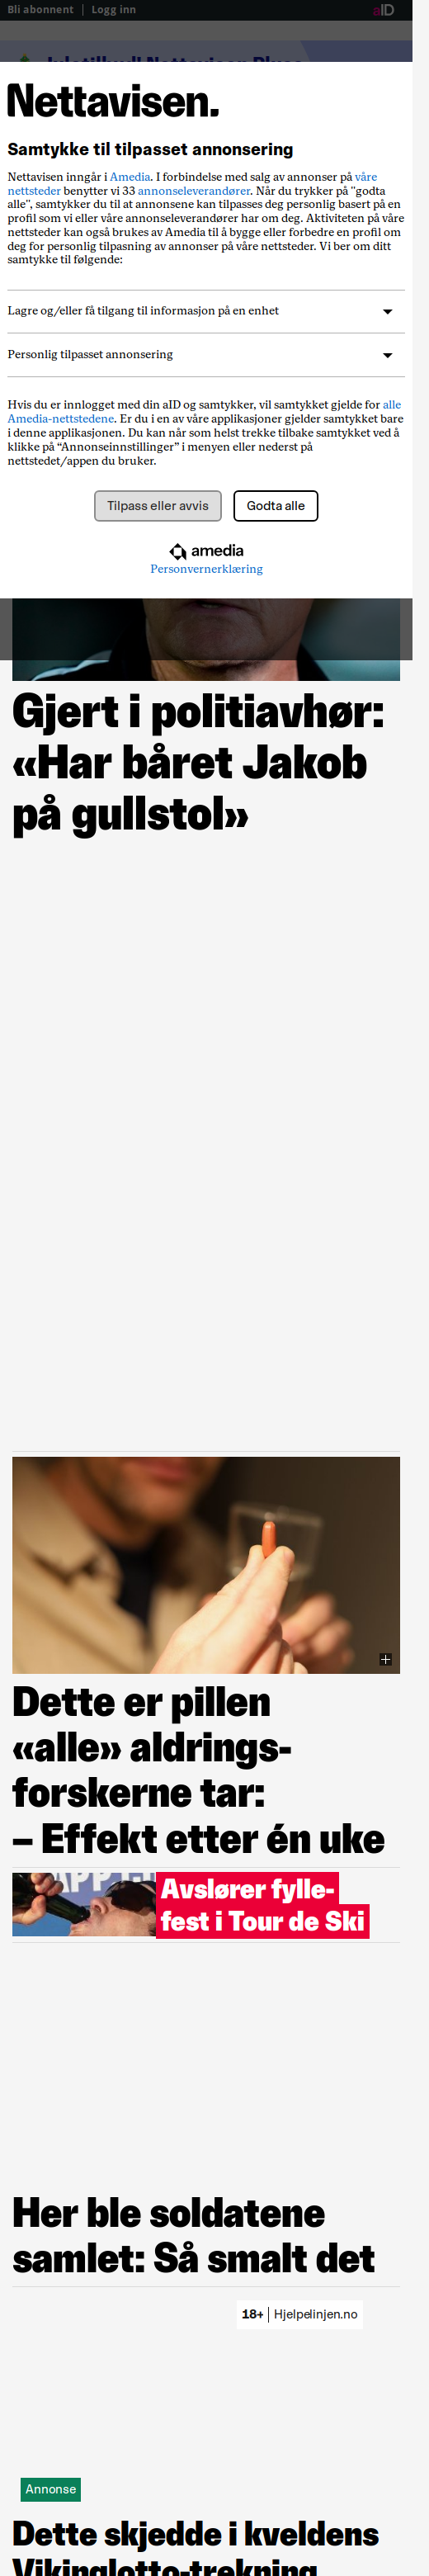 Bli abonnent | Logg inn
aID
Nettavisen.
Samtykke til tilpasset annonsering
Nettavisen inngår i Amedia. I forbindelse med salg av annonser på våre
nettsteder benytter vi 33 annonseleverandører. Når du trykker på "godta
alle", samtykker du til at annonsene kan tilpasses deg personlig basert på en
profil som vi eller våre annonseleverandører har om deg. Aktiviteten på våre
nettsteder kan også brukes av Amedia til å bygge eller forbedre en profil om
deg for personlig tilpasning av annonser på våre nettsteder. Vi ber om ditt
samtykke til følgende:
Lagre og/eller få tilgang til informasjon på en enhet
Personlig tilpasset annonsering
Hvis du er innlogget med din aID og samtykker, vil samtykket gjelde for alle
Amedia-nettstedene. Er du i en av våre applikasjoner gjelder samtykket bare
i denne applikasjonen. Du kan når som helst trekke tilbake samtykket ved å
klikke på “Annonseinnstillinger” i menyen eller nederst på
nettstedet/appen du bruker.
Tilpass eller avvis
Godta alle
amedia
Personvernerklæring
Gjert i politiavhør:
«Har båret Jakob
på gullstol»
Dette er pillen
«alle» aldrings-
forskerne tar:
– Effekt etter én uke
Avslører fylle-
fest i Tour de Ski
Her ble soldatene
samlet: Så smalt det
18+ | Hjelpelinjen.no
Annonse
Dette skjedde i kveldens
Vikinglotto-trekning